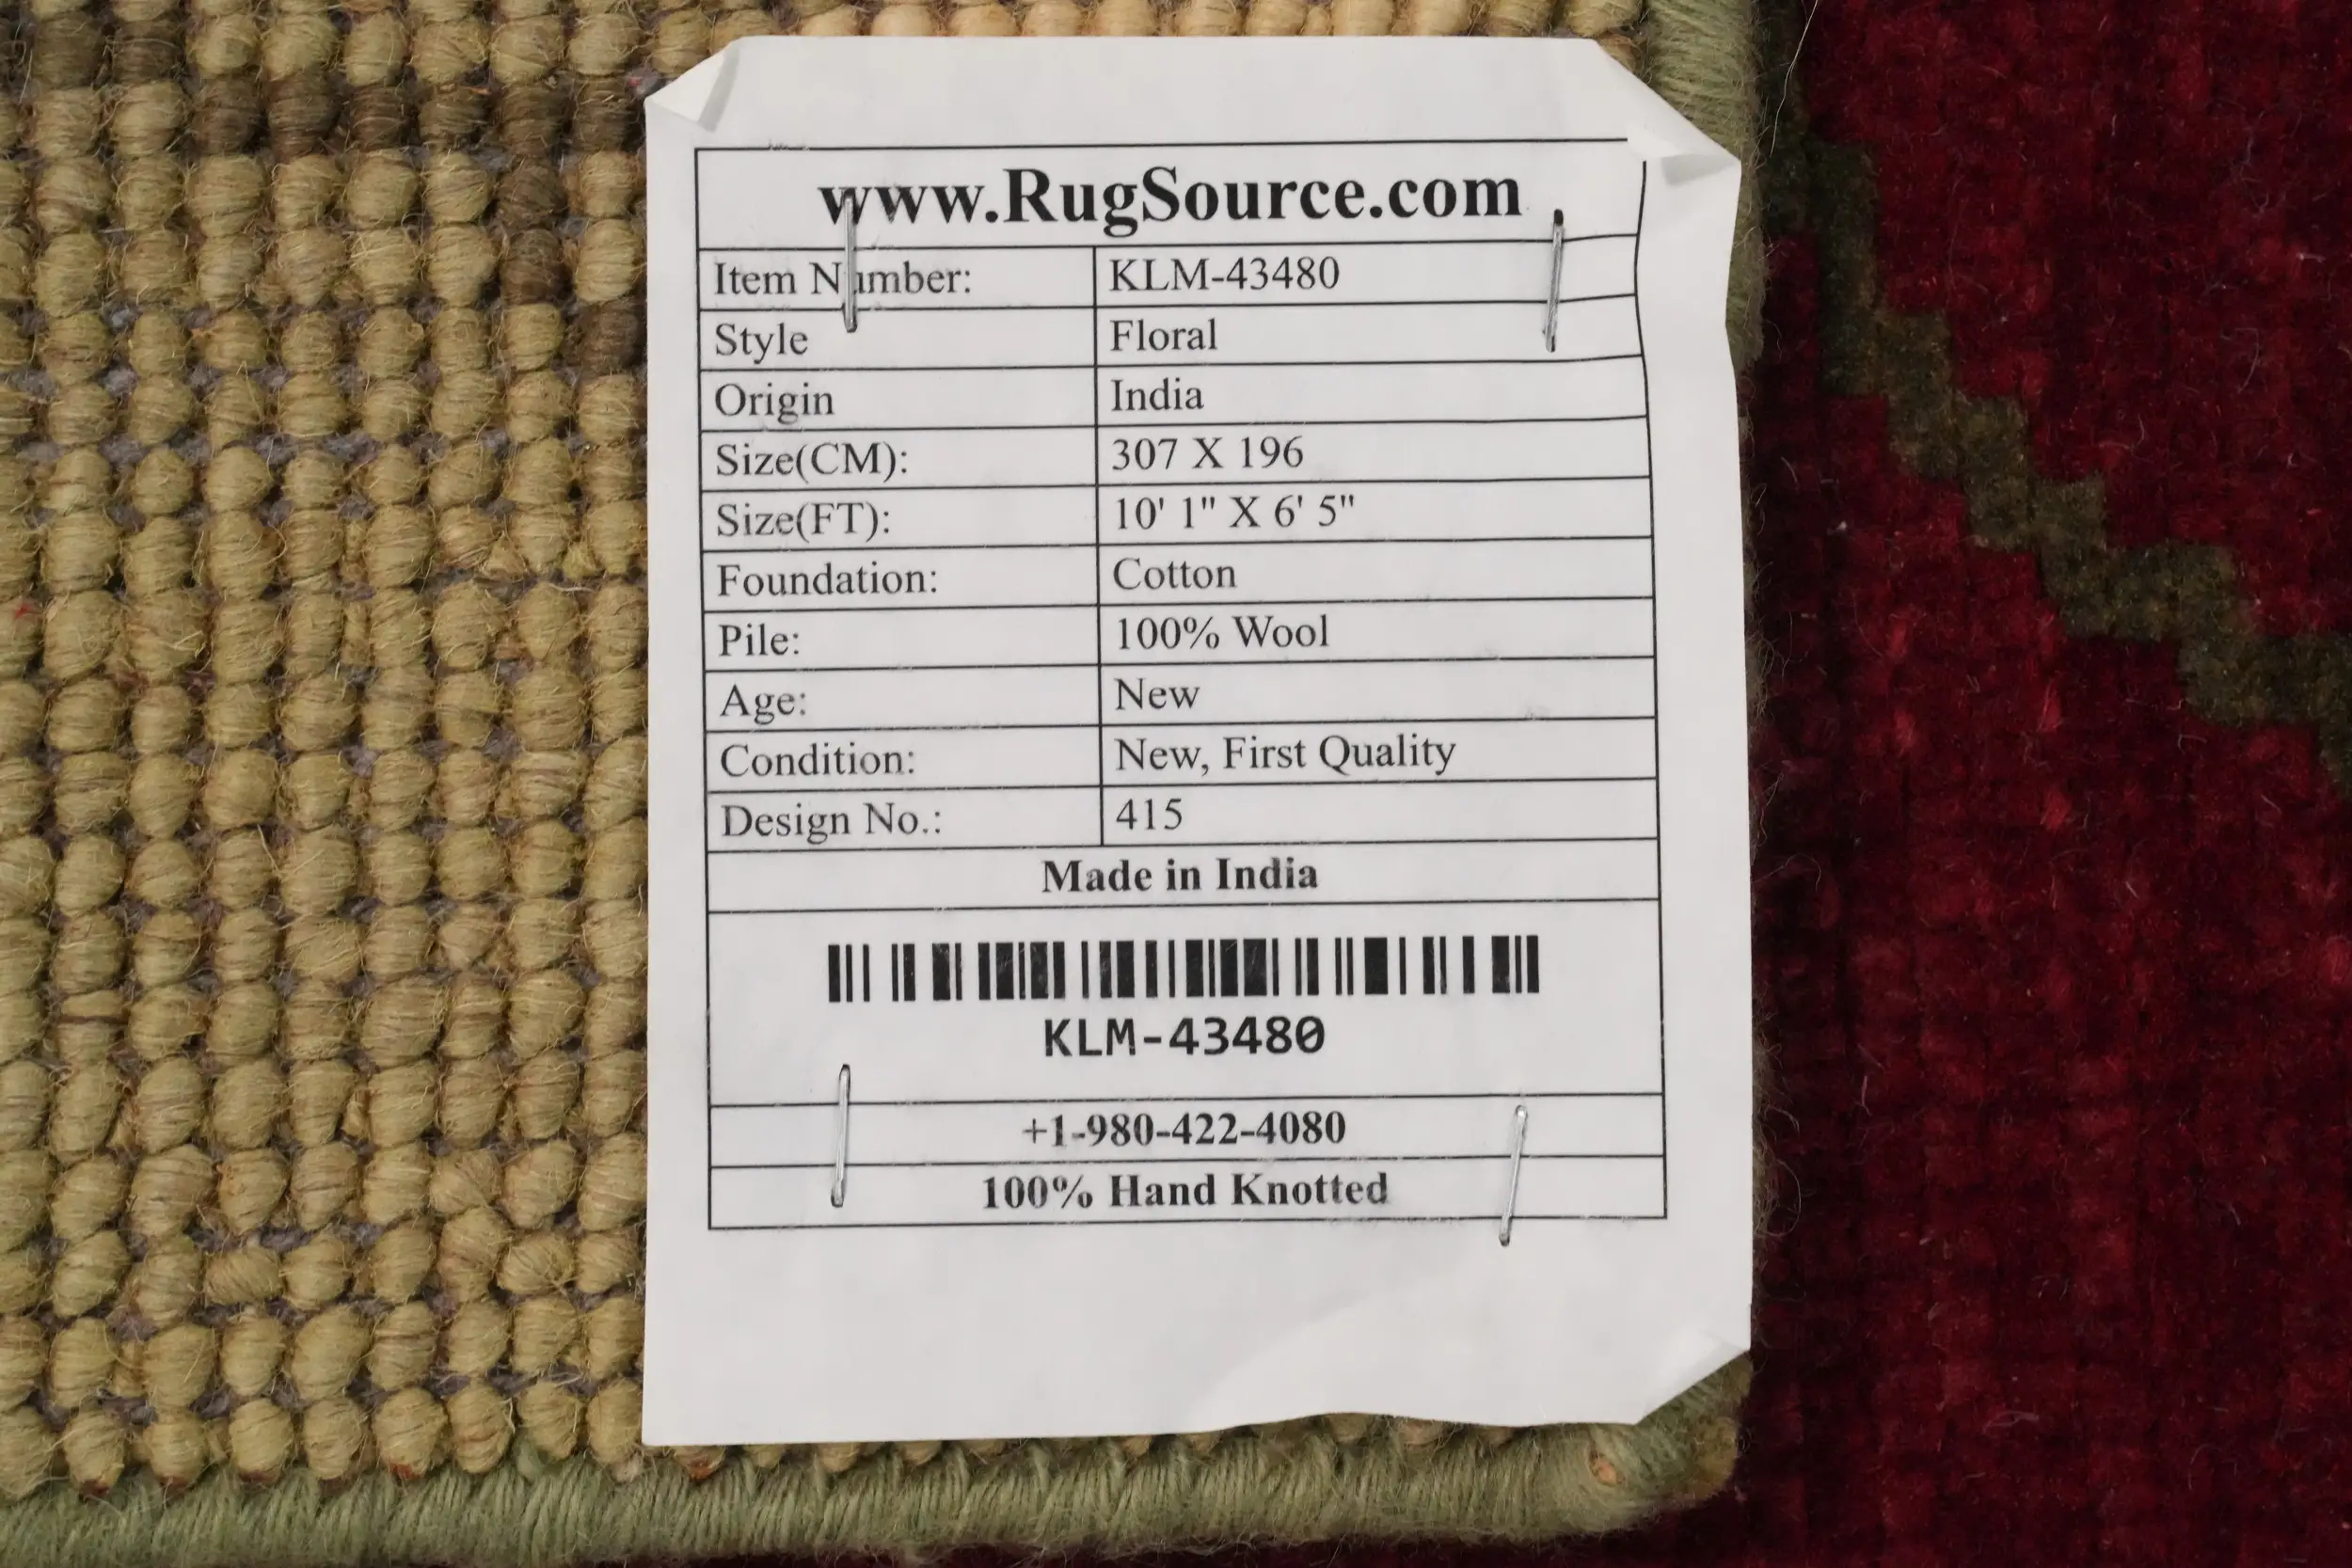 www.RugSource.com
Item Number: KLM-43480
Style Floral
Origin India
Size(CM): 307 X 196
Size(FT): 10' 1" X 6' 5"
Foundation: Cotton
Pile: 100% Wool
Age: New
Condition: New, First Quality
Design No.: 415
Made in India
KLM-43480
+1-980-422-4080
100% Hand Knotted